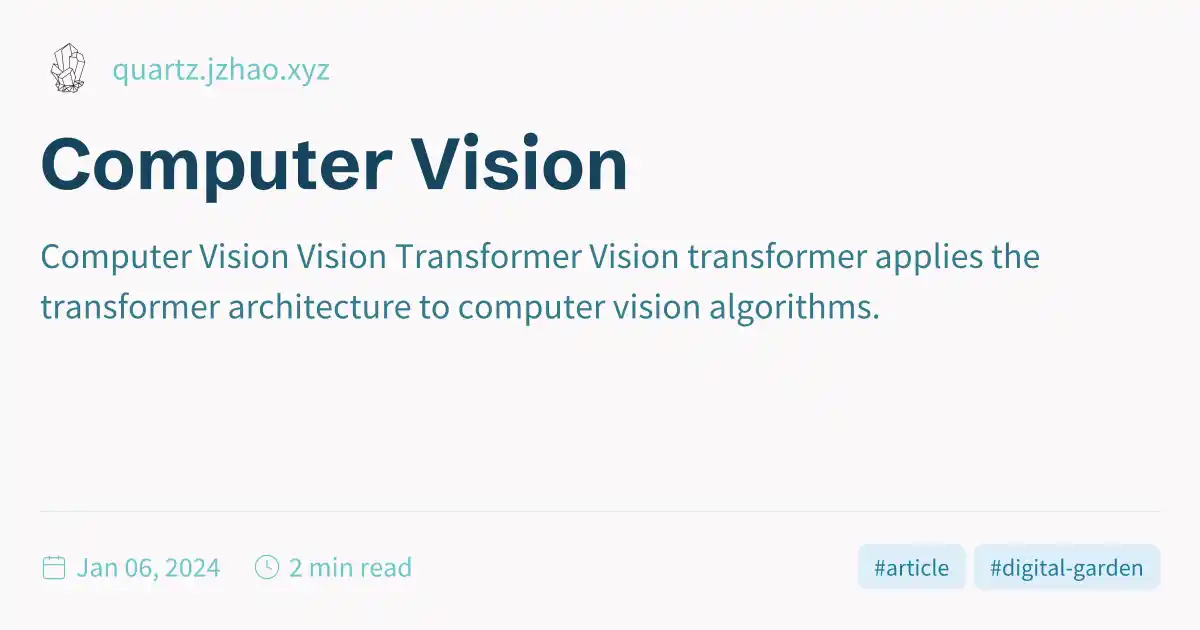 quartz.jzhao.xyz
Computer Vision
Computer Vision Vision Transformer Vision transformer applies the
transformer architecture to computer vision algorithms.
Jan 06, 2024 2 min read #article #digital-garden